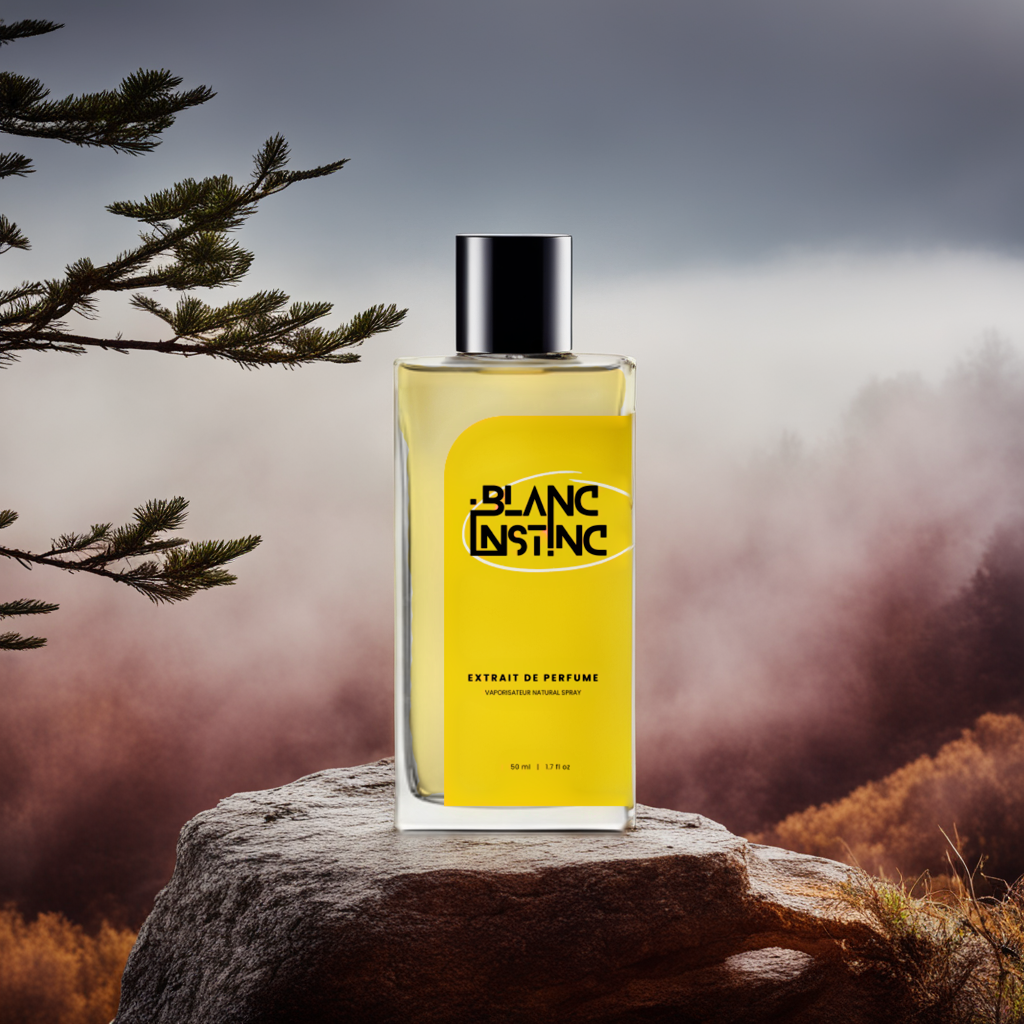 BLANC
INSTINC
EXTRAIT DE PERFUME
VAPORISATEUR NATURAL SPRAY
50 ml | 1.7 fl oz